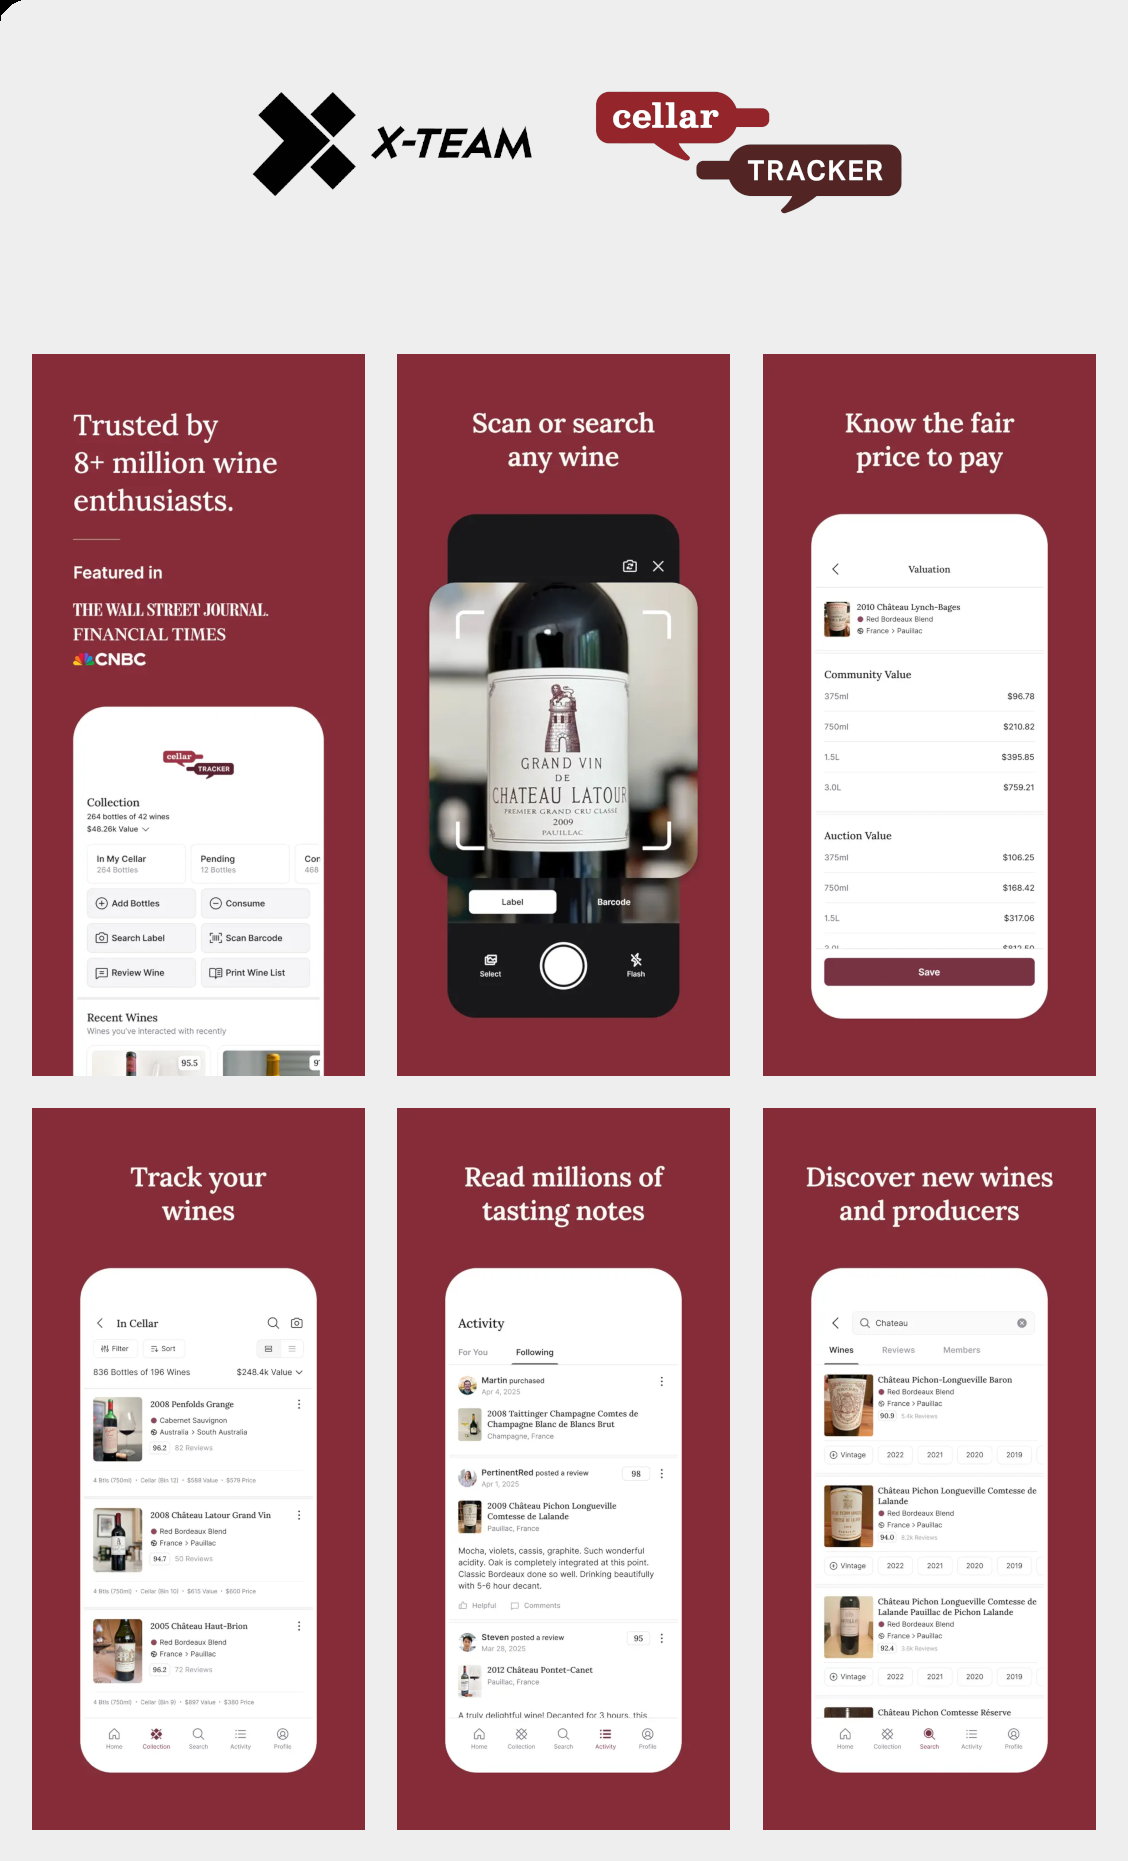 X-TEAM
cellar
TRACKER
Trusted by
8+ million wine
enthusiasts.
Featured in
THE WALL STREET JOURNAL.
FINANCIAL TIMES
CNBC
cellar
TRACKER
Collection
264 bottles of 42 wines
$48.26k Value
In My Cellar
264 Bottles
Pending
12 Bottles
Cor
468
Add Bottles
Consume
Search Label
Scan Barcode
Review Wine
Print Wine List
Recent Wines
Wines you've interacted with recently
95.5
9
Scan or search
any wine
GRAND VIN
DE
CHATEAU LATOUR
PREMIER GRAND CRU CLASSÉ
2009
PAUILLAC
Label
Barcode
Select
Flash
Know the fair
price to pay
Valuation
2010 Château Lynch-Bages
Red Bordeaux Blend
France > Pauillac
Community Value
375ml $96.78
750ml $210.82
1.5L $395.85
3.0L $759.21
Auction Value
375ml $106.25
750ml $168.42
1.5L $317.06
3.0L $812.50
Save
Track your
wines
In Cellar
Filter
Sort
836 Bottles of 196 Wines
$248.4k Value
2008 Penfolds Grange
Cabernet Sauvignon
Australia > South Australia
96.2 82 Reviews
4 Btls (750ml) • Cellar (Bin 12) • $588 Value • $579 Price
2008 Château Latour Grand Vin
Red Bordeaux Blend
France > Pauillac
94.7 50 Reviews
4 Btls (750ml) • Cellar (Bin 10) • $615 Value • $600 Price
2005 Château Haut-Brion
Red Bordeaux Blend
France > Pauillac
96.2 72 Reviews
4 Btls (750ml) • Cellar (Bin 9) • $897 Value • $380 Price
Home
Collection
Search
Activity
Profile
Read millions of
tasting notes
Activity
For You
Following
Martin purchased
Apr 4, 2025
2008 Taittinger Champagne Comtes de
Champagne Blanc de Blancs Brut
Champagne, France
PertinentRed posted a review
98
Apr 1, 2025
2009 Château Pichon Longueville
Comtesse de Lalande
Pauillac, France
Mocha, violets, cassis, graphite. Such wonderful
acidity. Oak is completely integrated at this point.
Classic Bordeaux done so well. Drinking beautifully
with 5-6 hour decant.
Helpful
Comments
Steven posted a review
95
Mar 28, 2025
2012 Château Pontet-Canet
Pauillac, France
A truly delightful wine! Decanted for 3 hours, this
Home
Collection
Search
Activity
Profile
Discover new wines
and producers
Chateau
Wines
Reviews
Members
Château Pichon-Longueville Baron
Red Bordeaux Blend
France > Pauillac
90.9 5.4k Reviews
Vintage 2022 2021 2020 2019
Château Pichon Longueville Comtesse de
Lalande
Red Bordeaux Blend
France > Pauillac
94.0 8.2k Reviews
Vintage 2022 2021 2020 2019
Château Pichon Longueville Comtesse de
Lalande Pauillac de Pichon Lalande
Red Bordeaux Blend
France > Pauillac
92.4 3.8k Reviews
Vintage 2022 2021 2020 2019
Château Pichon Comtesse Réserve
Home
Collection
Search
Activity
Profile